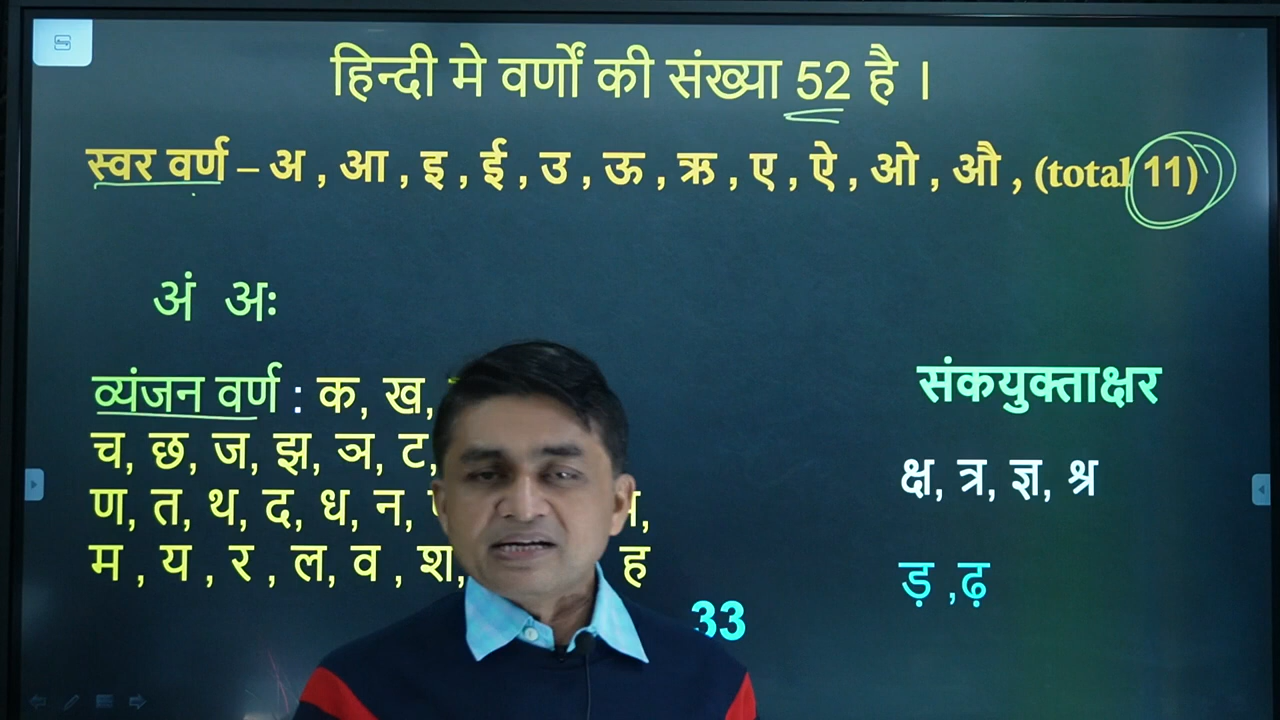 हिन्दी मे वर्णों की संख्या 52 है ।
स्वर वर्ण – अ , आ , इ , ई , उ , ऊ , ऋ , ए , ऐ , ओ , औ , (total 11)
अं अः
व्यंजन वर्ण : क, ख,
च, छ, ज, झ, ञ, ट,
ण, त, थ, द, ध, न,
म , य , र , ल, व , श, ह
33
संकयुक्ताक्षर
क्ष, त्र, ज्ञ, श्र
ड़ ,ढ़